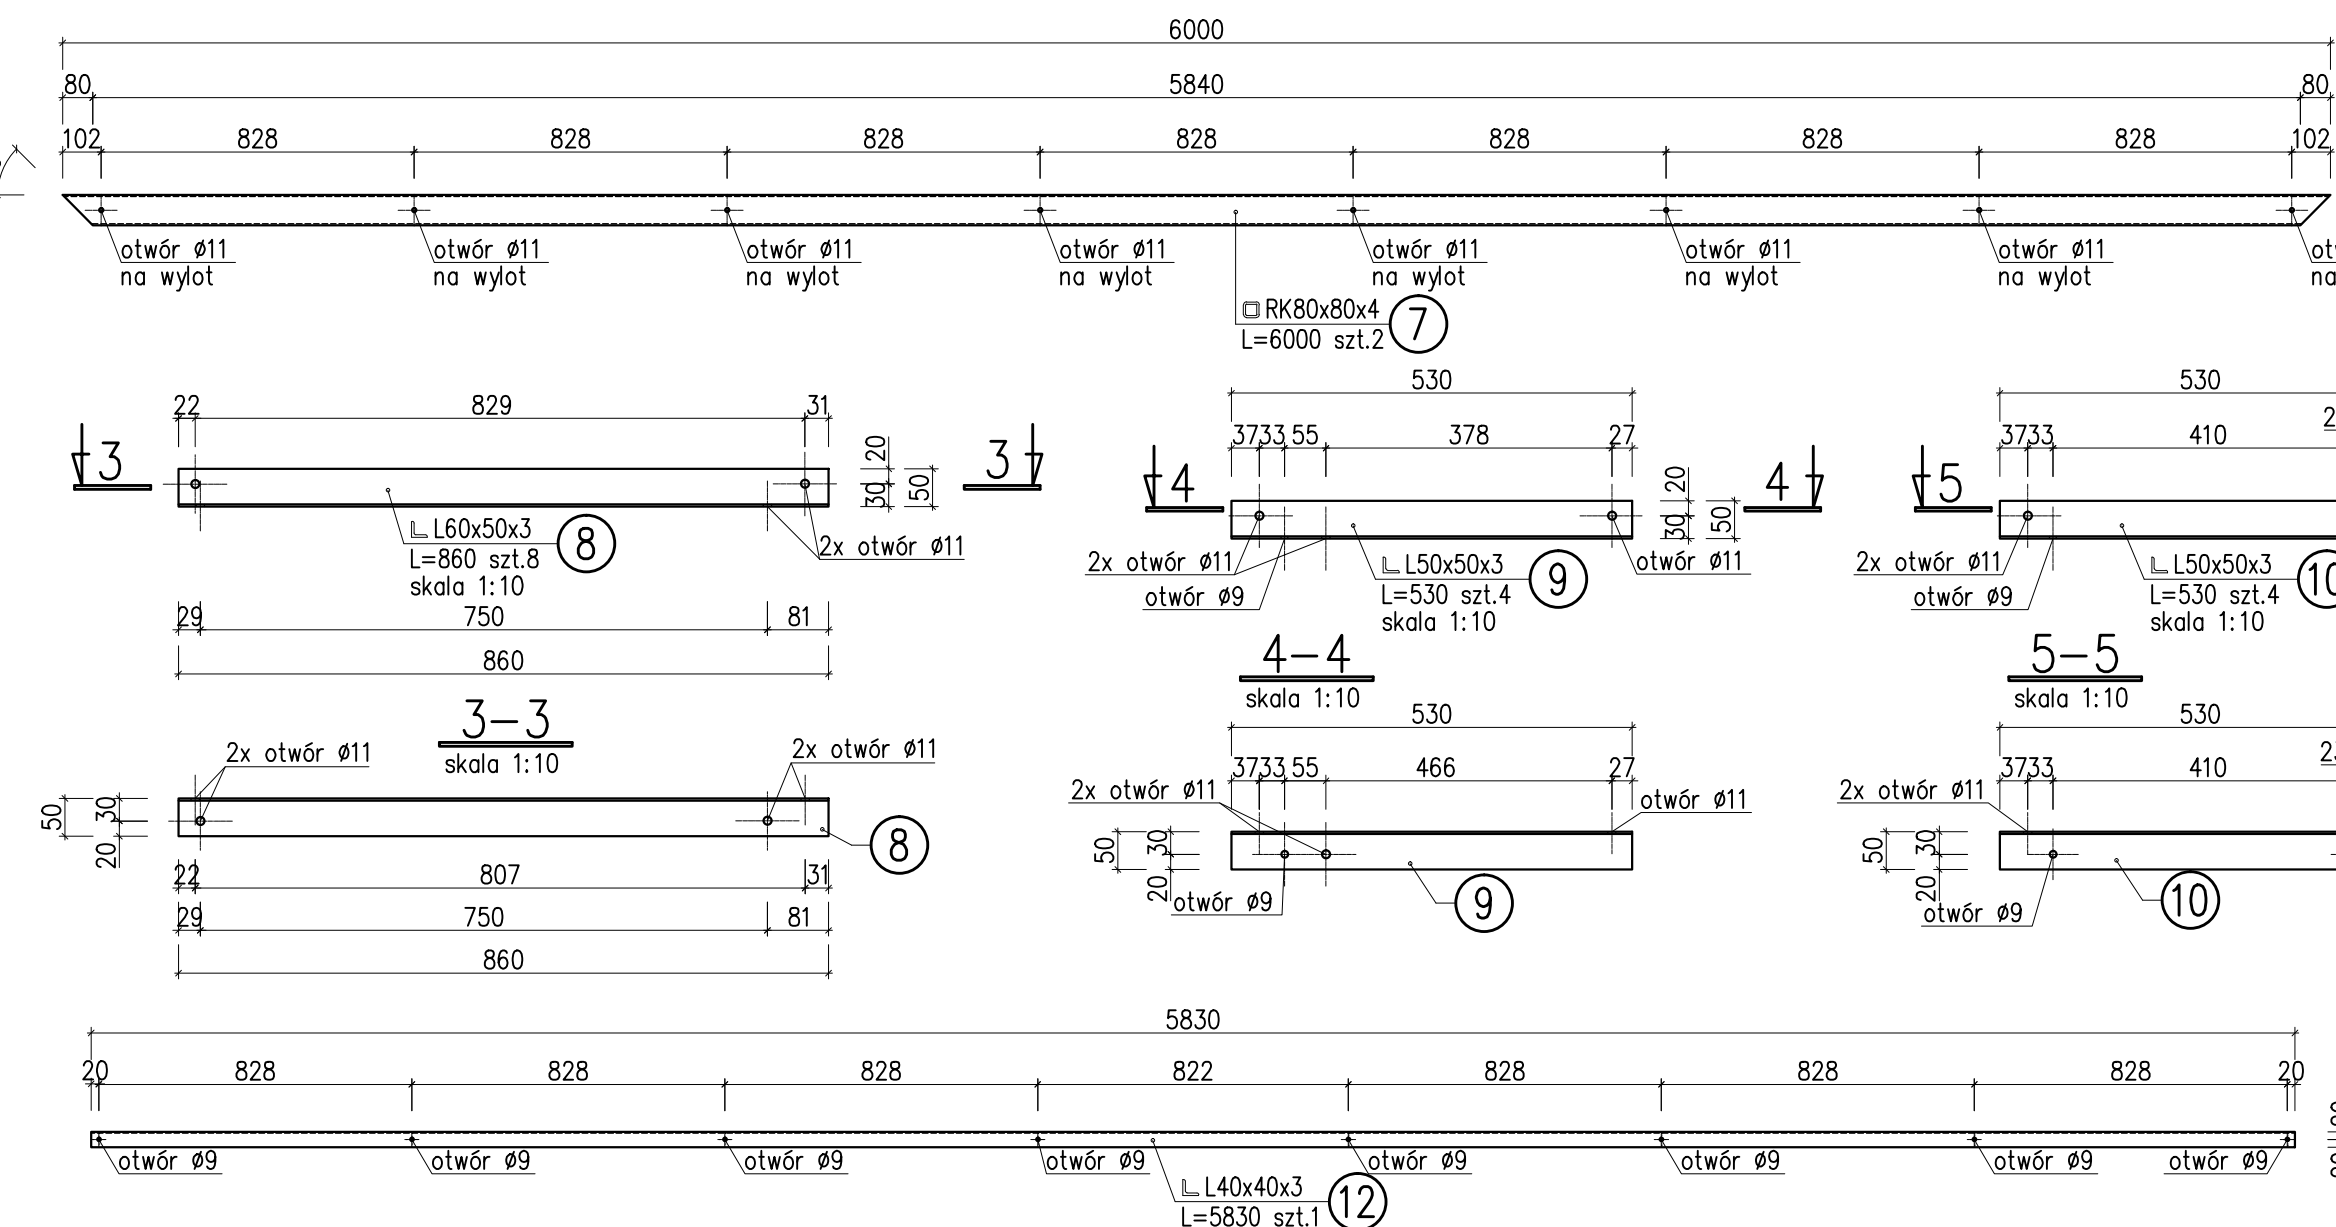 6000
80 5840 80
102 828 828 828 828 828 828 828 102
otwór ø11 otwór ø11 otwór ø11 otwór ø11 otwór ø11 otwór ø11 otwór ø11
na wylot na wylot na wylot na wylot na wylot na wylot na wylot
RK80x80x4 7
L=6000 szt.2
22 829 31
3 3
20
30
50
L60x50x3 8
L=860 szt.8
skala 1:10
2x otwór ø11
29 750 81
860
3-3
skala 1:10
2x otwór ø11 2x otwór ø11
50
30
20
8
22 807 31
29 750 81
860
530
37 33 55 378 27
4 4
20
30
50
2x otwór ø11
otwór ø9
L50x50x3 9
L=530 szt.4
skala 1:10
otwór ø11
4-4
skala 1:10
530
37 33 55 466 27
2x otwór ø11 otwór ø11
50
30
20
otwór ø9
9
530
37 33 410
5
2x otwór ø11
otwór ø9
L50x50x3 10
L=530 szt.4
skala 1:10
5-5
skala 1:10
530
37 33 410
2x otwór ø11
50
30
20
otwór ø9
10
5830
20 828 828 828 822 828 828 828 20
otwór ø9 otwór ø9 otwór ø9 otwór ø9 otwór ø9 otwór ø9 otwór ø9 otwór ø9
L40x40x3 12
L=5830 szt.1